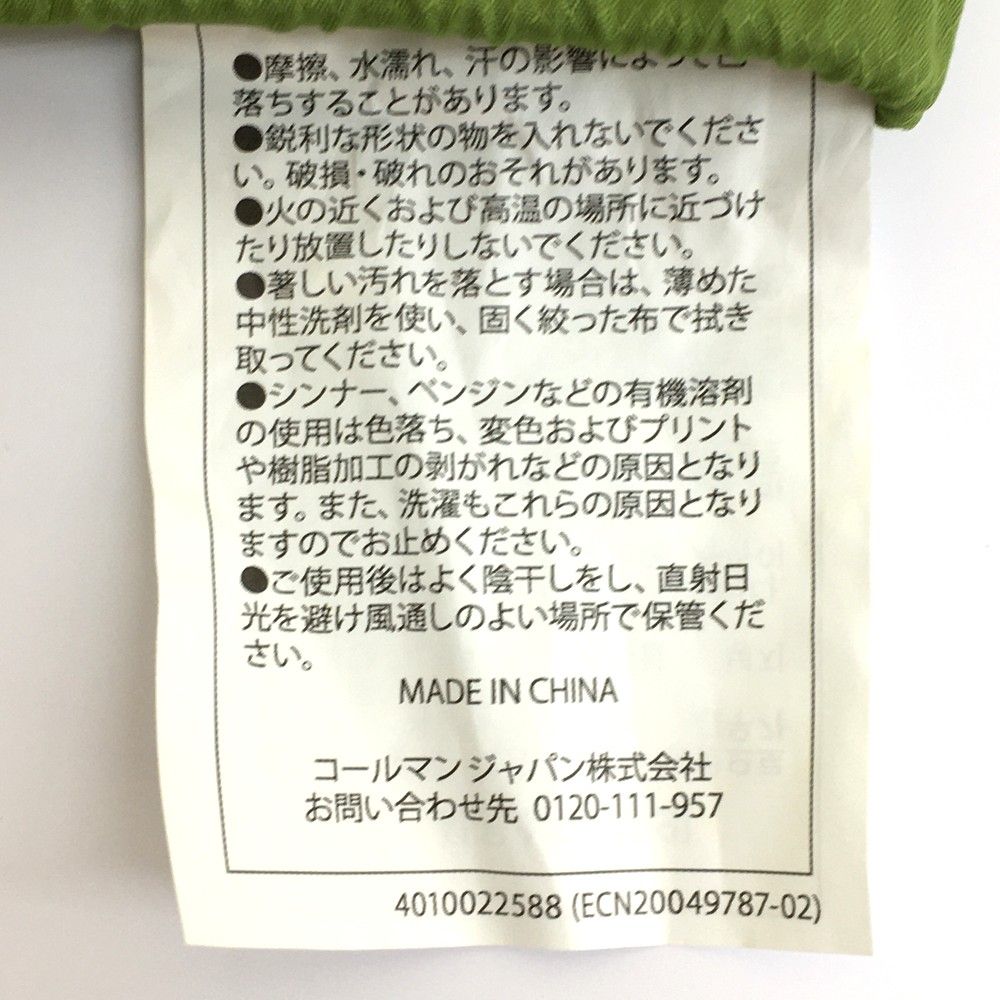 ●摩擦、水濡れ、汗の影響によって色
落ちすることがあります。
●鋭利な形状の物を入れないでくださ
い。破損・破れのおそれがあります。
●火の近くおよび高温の場所に近づけ
たり放置したりしないでください。
●著しい汚れを落とす場合は、薄めた
中性洗剤を使い、固く絞った布で拭き
取ってください。
●シンナー、ベンジンなどの有機溶剤
の使用は色落ち、変色およびプリント
や樹脂加工の剥がれなどの原因となり
ます。また、洗濯もこれらの原因となり
ますのでお止めください。
●ご使用後はよく陰干しをし、直射日
光を避け風通しのよい場所で保管くだ
さい。
MADE IN CHINA
コールマン ジャパン株式会社
お問い合わせ先 0120-111-957
4010022588 (ECN20049787-02)